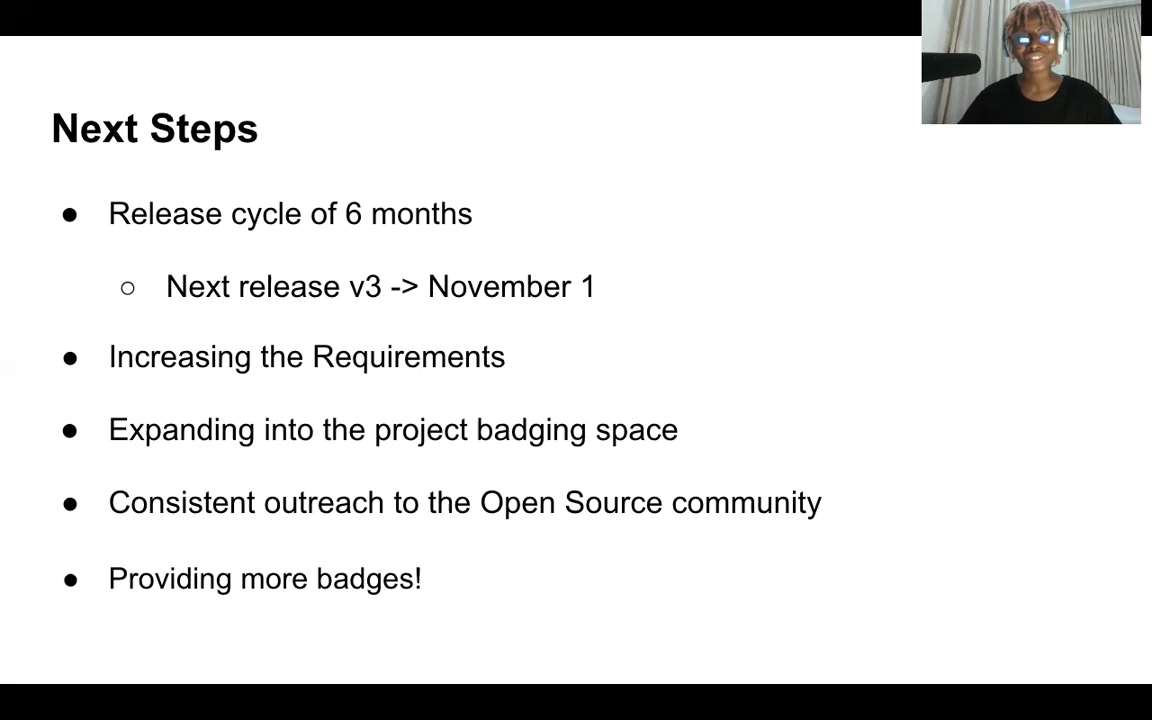 Next Steps
● Release cycle of 6 months
○ Next release v3 -> November 1
● Increasing the Requirements
● Expanding into the project badging space
● Consistent outreach to the Open Source community
● Providing more badges!